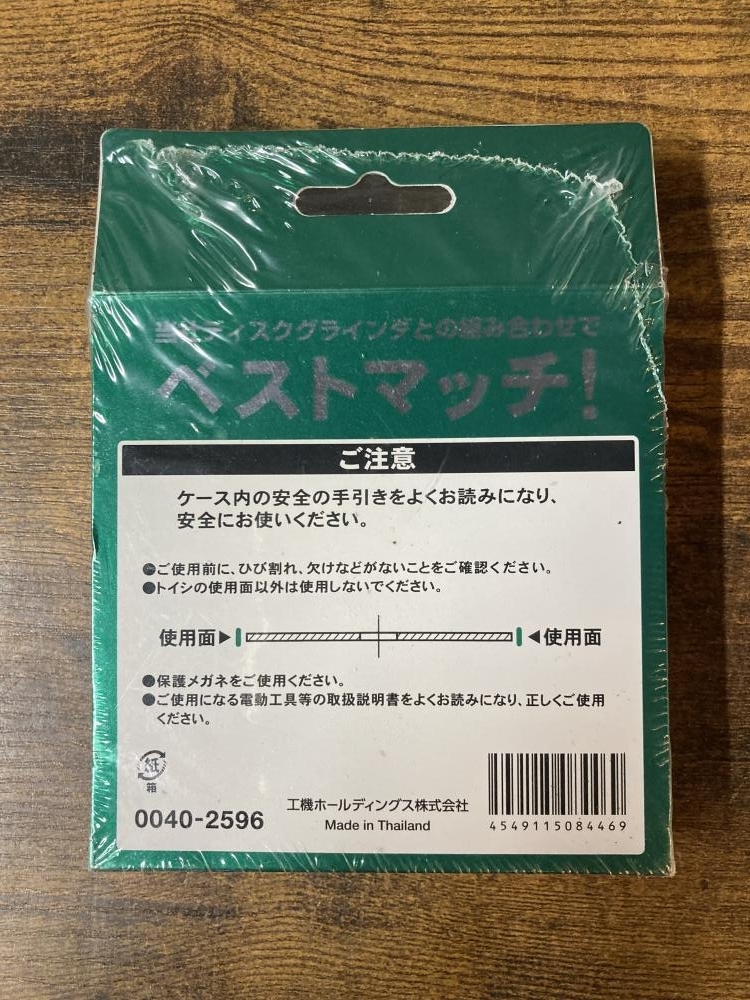 当社ディスクグラインダとの組み合わせで
ベストマッチ!
ご注意
ケース内の安全の手引きをよくお読みになり、
安全にお使いください。
●ご使用前に、ひび割れ、欠けなどがないことをご確認ください。
●トイシの使用面以外は使用しないでください。
使用面▶ ◀使用面
●保護メガネをご使用ください。
●ご使用になる電動工具等の取扱説明書をよくお読みになり、正しくご使用
ください。
紙
箱
0040-2596
工機ホールディングス株式会社
Made in Thailand
4549115084469